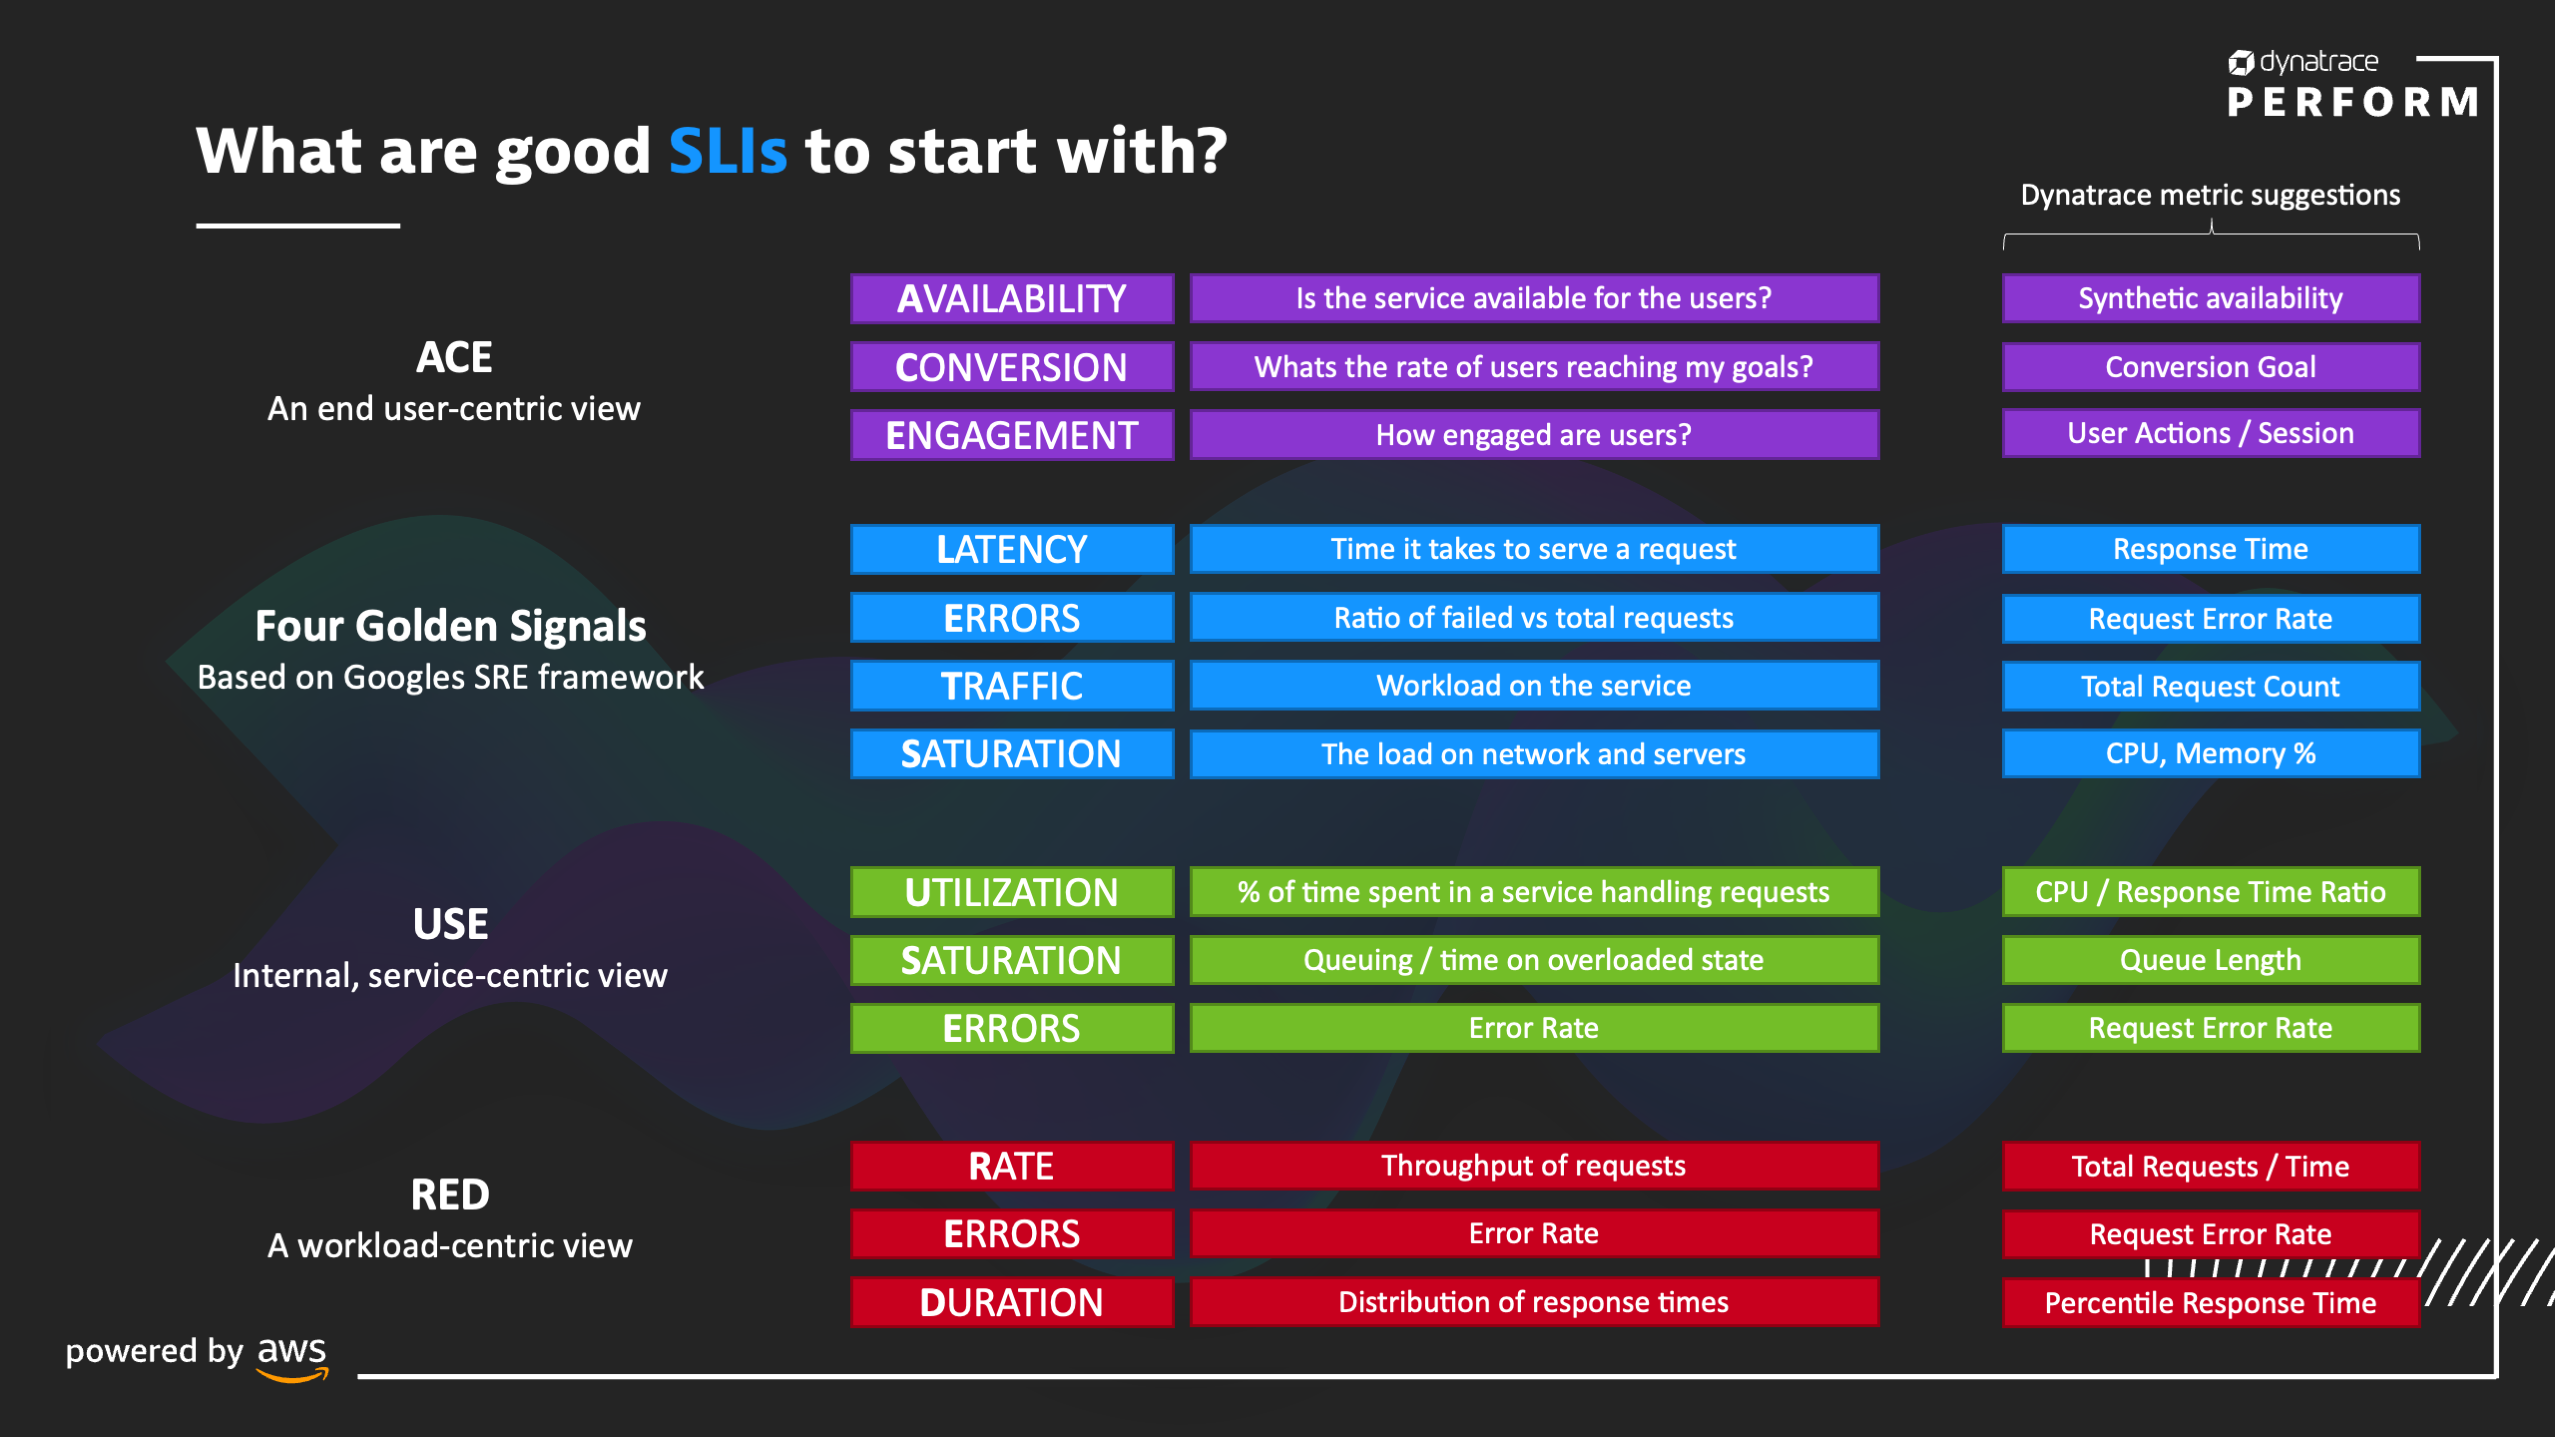 dynatrace
PERFORM
What are good SLIs to start with?
Dynatrace metric suggestions
ACE
An end user-centric view
AVAILABILITY
Is the service available for the users?
Synthetic availability
CONVERSION
Whats the rate of users reaching my goals?
Conversion Goal
ENGAGEMENT
How engaged are users?
User Actions / Session
Four Golden Signals
Based on Googles SRE framework
LATENCY
Time it takes to serve a request
Response Time
ERRORS
Ratio of failed vs total requests
Request Error Rate
TRAFFIC
Workload on the service
Total Request Count
SATURATION
The load on network and servers
CPU, Memory %
USE
Internal, service-centric view
UTILIZATION
% of time spent in a service handling requests
CPU / Response Time Ratio
SATURATION
Queuing / time on overloaded state
Queue Length
ERRORS
Error Rate
Request Error Rate
RED
A workload-centric view
RATE
Throughput of requests
Total Requests / Time
ERRORS
Error Rate
Request Error Rate
DURATION
Distribution of response times
Percentile Response Time
powered by aws